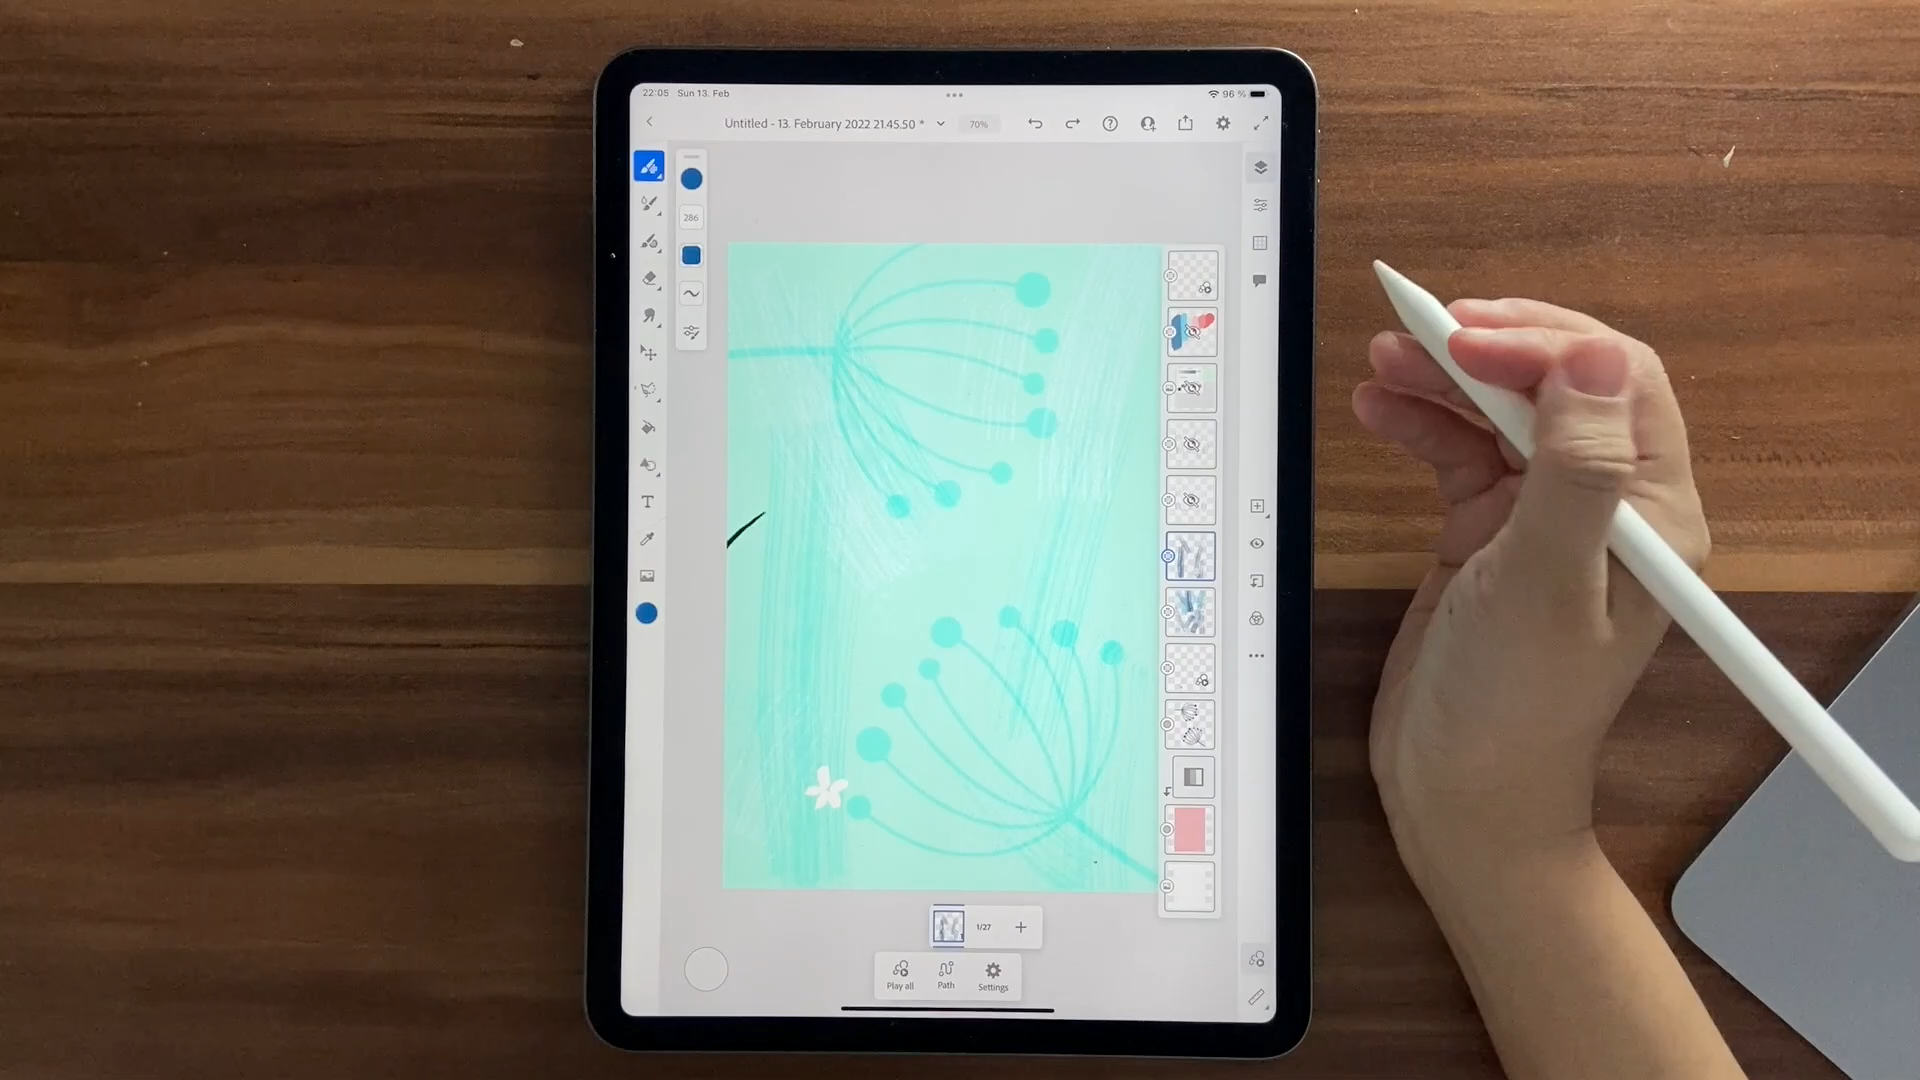 22:05 Sun 13. Feb
96 %
Untitled - 13. February 2022 21.45.50 *
70%
286
T
1/27
Play all
Path
Settings